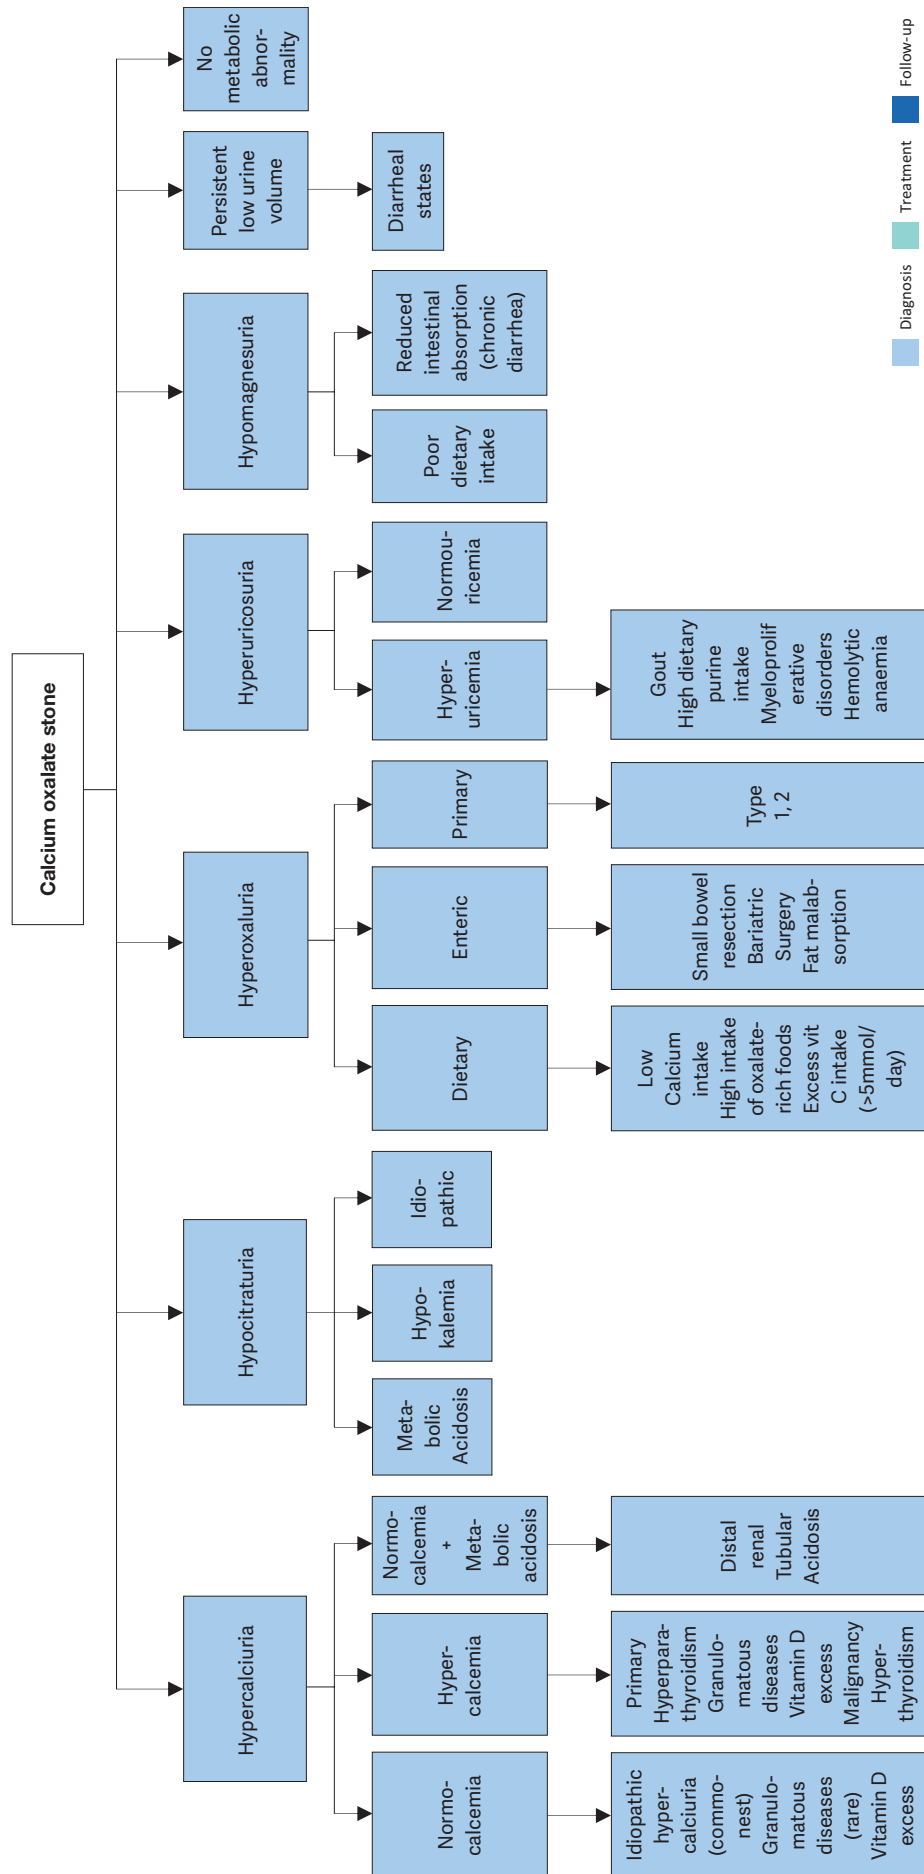 Calcium oxalate stone
Hypercalciuria
Hypocitraturia
Hyperoxaluria
Hyperuricosuria
Hypomagnesuria
Persistent
low urine
volume
No
metabolic
abnor-
mality
Normo-
calcemia
Hyper-
calcemia
Normo-
calcemia
+
Meta-
bolic
acidosis
Meta-
bolic
Acidosis
Hypo-
kalemia
Idio-
pathic
Dietary
Enteric
Primary
Hyper-
uricemia
Normou-
ricemia
Poor
dietary
intake
Reduced
intestinal
absorption
(chronic
diarrhea)
Diarrheal
states
Idiopathic
hyper-
calciuria
(commo-
nest)
Granulo-
matous
diseases
(rare)
Vitamin D
excess
Primary
Hyperpara-
thyroidism
Granulo-
matous
diseases
Vitamin D
excess
Malignancy
Hyper-
thyroidism
Distal
renal
Tubular
Acidosis
Low
Calcium
intake
High intake
of oxalate-
rich foods
Excess vit
C intake
(>5mmol/
day)
Small bowel
resection
Bariatric
Surgery
Fat malab-
sorption
Type
1, 2
Gout
High dietary
purine
intake
Myeloprolif
erative
disorders
Hemolytic
anaemia
Diagnosis
Treatment
Follow-up